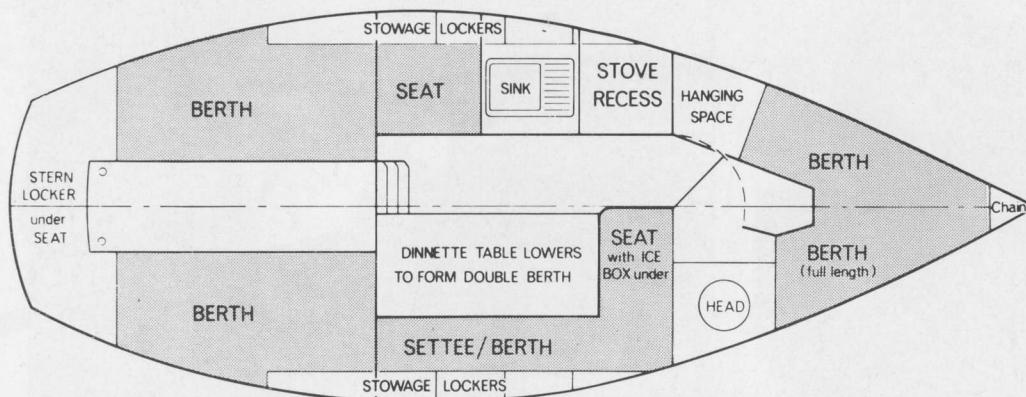 STOWAGE LOCKERS
BERTH
SEAT
SINK
STOVE
RECESS
HANGING
SPACE
BERTH
STERN
LOCKER
under
SEAT
Chain
DINNETTE TABLE LOWERS
TO FORM DOUBLE BERTH
SEAT
with ICE
BOX under
BERTH
(full length)
HEAD
BERTH
SETTEE/BERTH
STOWAGE LOCKERS